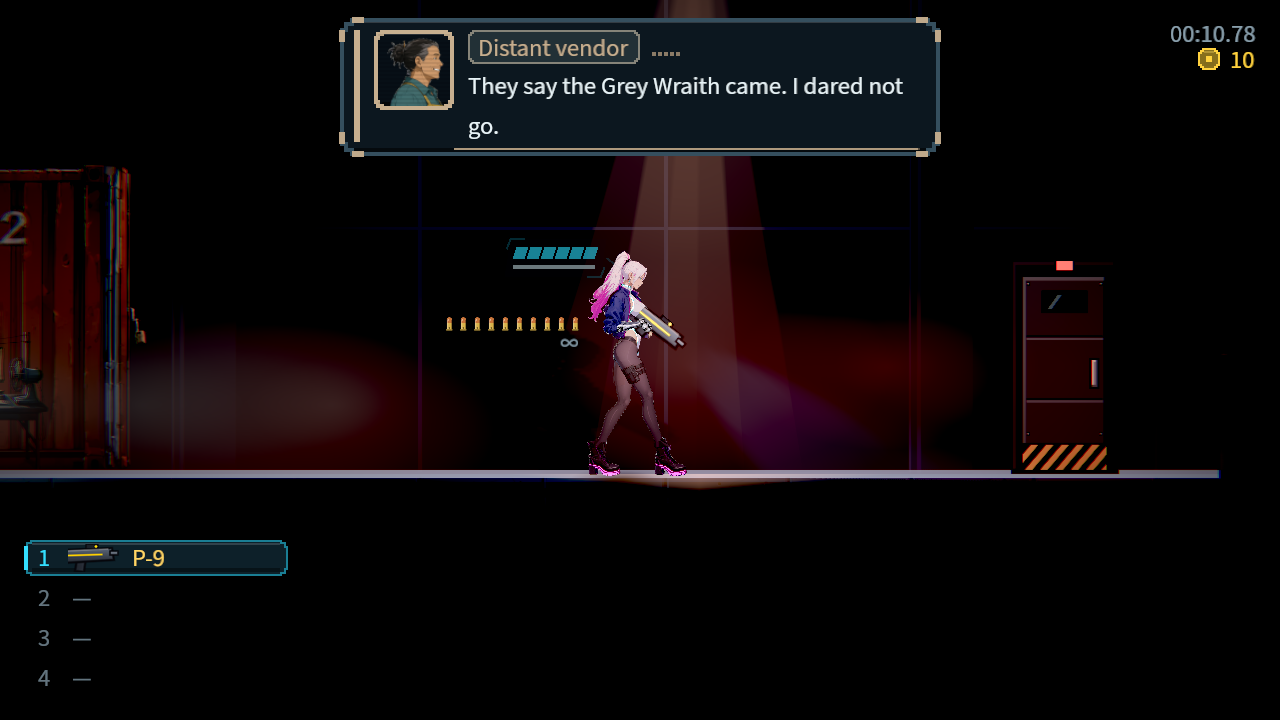 Distant vendor
They say the Grey Wraith came. I dared not
go.
00:10.78
10
2
∞
1 P-9
2 —
3 —
4 —